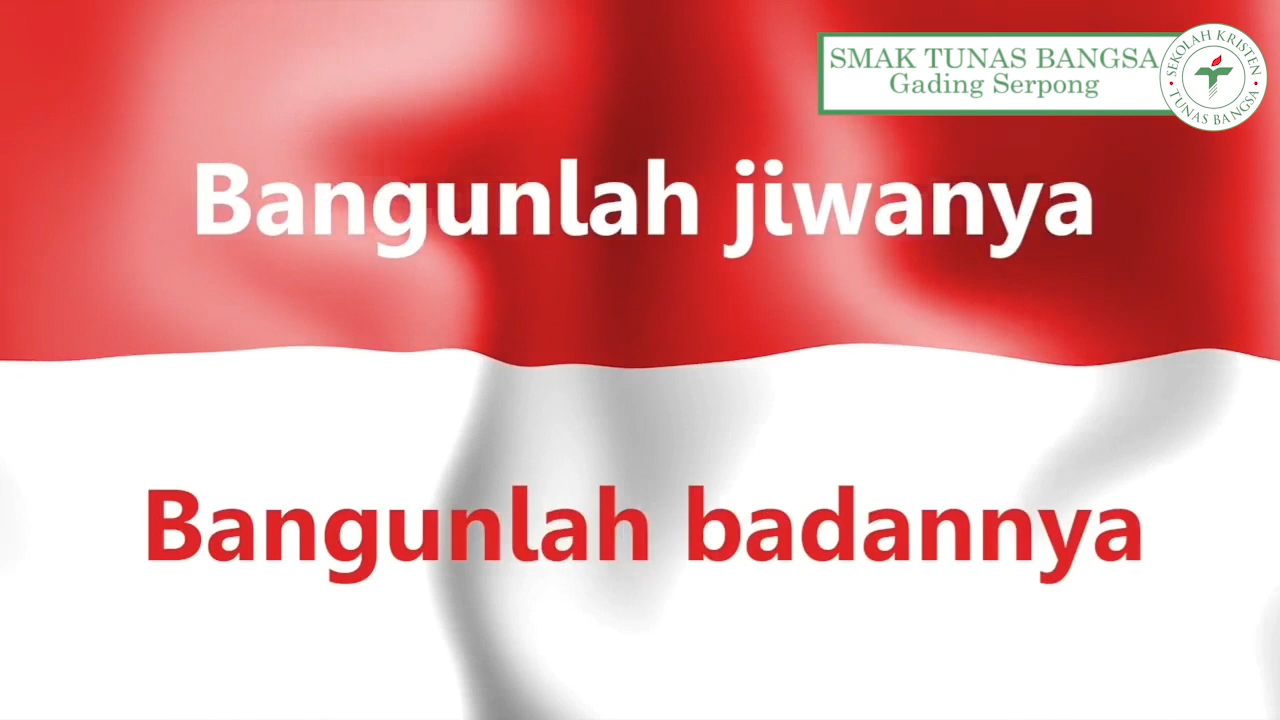 SMAK TUNAS BANGSA
Gading Serpong
SEKOLAH KRISTEN
TUNAS BANGSA
Bangunlah jiwanya
Bangunlah badannya